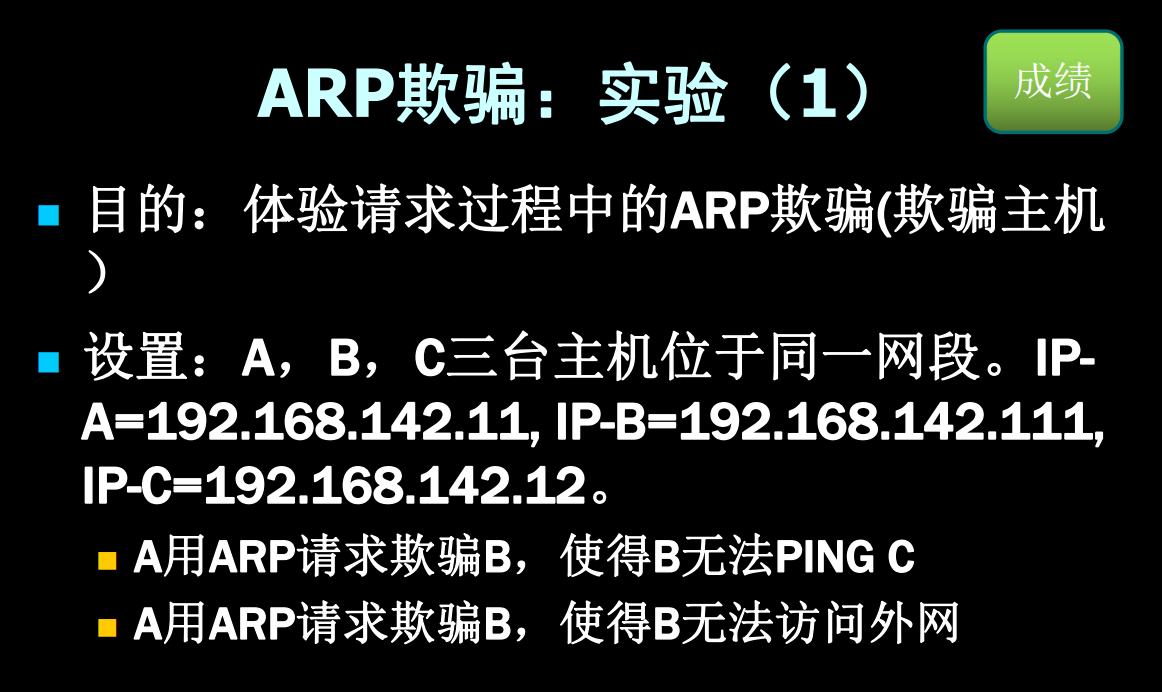 ARP欺骗：实验（1）
成绩
目的：体验请求过程中的ARP欺骗(欺骗主机
）
设置：A，B，C三台主机位于同一网段。IP-
A=192.168.142.11, IP-B=192.168.142.111,
IP-C=192.168.142.12。
A用ARP请求欺骗B，使得B无法PING C
A用ARP请求欺骗B，使得B无法访问外网